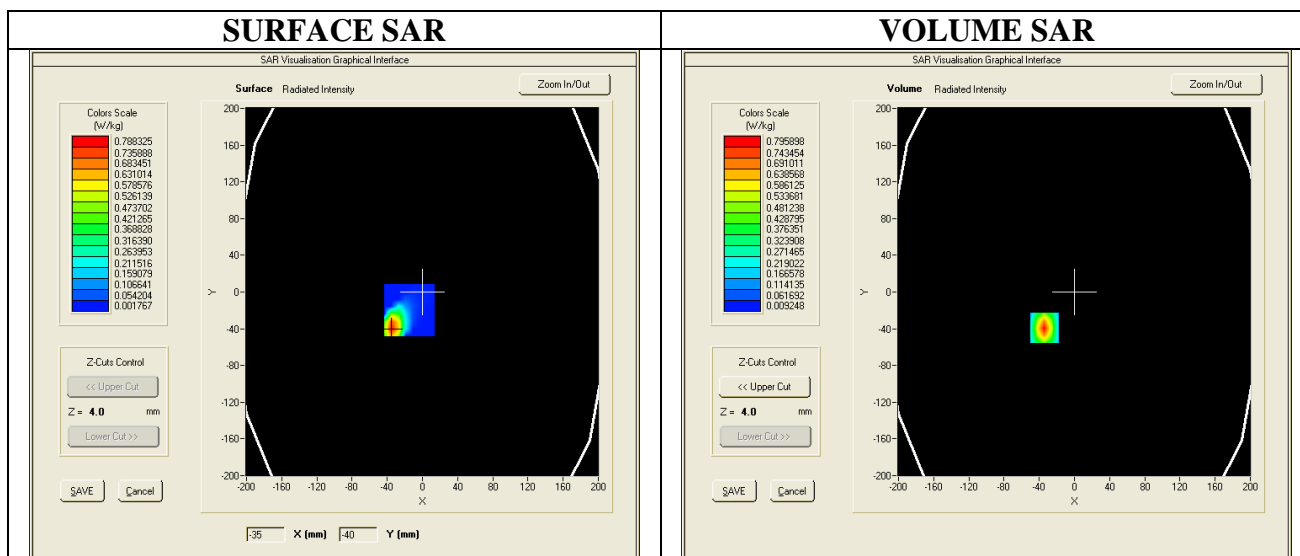 SURFACE SAR
VOLUME SAR
SAR Visualisation Graphical Interface
Surface Radiated Intensity
Zoom In/Out
Colors Scale
(W/kg)
0.788325
0.735888
0.683451
0.631014
0.578576
0.526139
0.473702
0.421265
0.368828
0.316390
0.263953
0.211516
0.159079
0.106641
0.054204
0.001767
Z-Cuts Control
<< Upper Cut
Z = 4.0 mm
Lower Cut >>
SAVE Cancel
200
160
120
80
40
0
-40
-80
-120
-160
-200
Y
-200 -160 -120 -80 -40 0 40 80 120 160 200
X
-35 X (mm) -40 Y (mm)
SAR Visualisation Graphical Interface
Volume Radiated Intensity
Zoom In/Out
Colors Scale
(W/kg)
0.795898
0.743454
0.691011
0.638568
0.586125
0.533681
0.481238
0.428795
0.376351
0.323908
0.271465
0.219022
0.166578
0.114135
0.061692
0.009248
Z-Cuts Control
<< Upper Cut
Z = 4.0 mm
Lower Cut >>
SAVE Cancel
200
160
120
80
40
0
-40
-80
-120
-160
-200
Y
-200 -160 -120 -80 -40 0 40 80 120 160 200
X